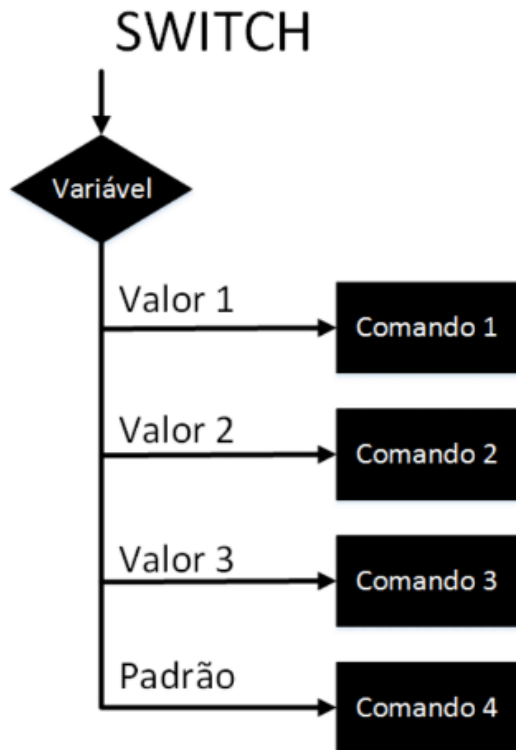 SWITCH
Variável
Valor 1
Comando 1
Valor 2
Comando 2
Valor 3
Comando 3
Padrão
Comando 4